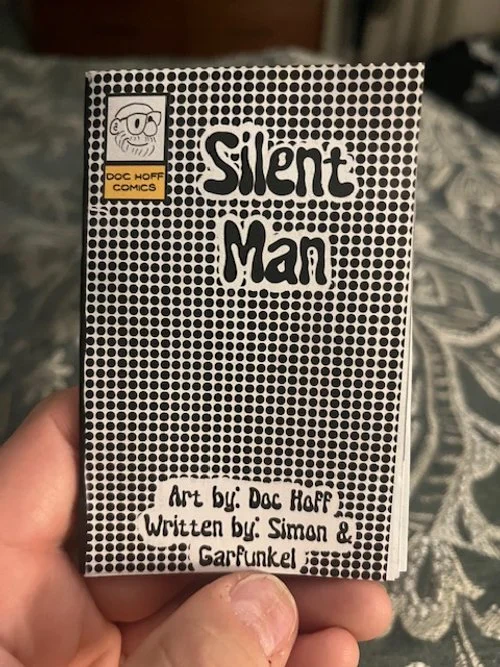 DOC HOFF
COMICS
Silent
Man
Art by: Doc Hoff
Written by: Simon &
Garfunkel